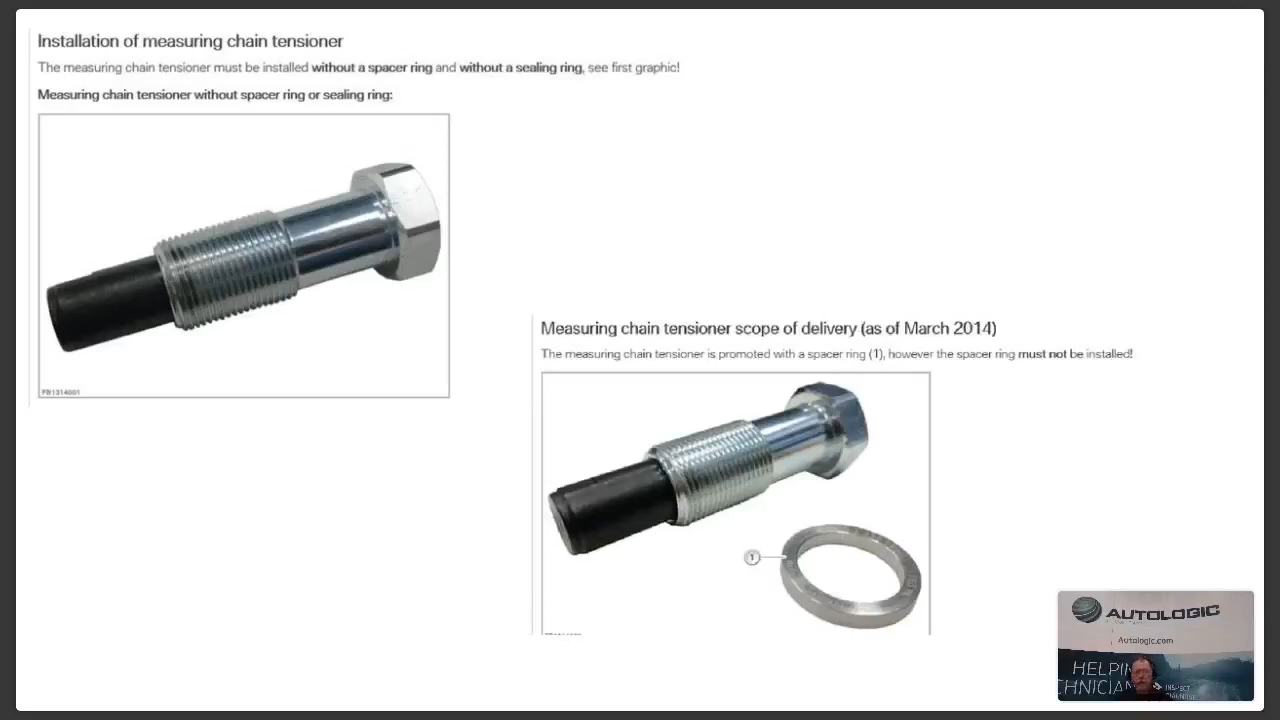 Installation of measuring chain tensioner
The measuring chain tensioner must be installed without a spacer ring and without a sealing ring, see first graphic!
Measuring chain tensioner without spacer ring or sealing ring:
Measuring chain tensioner scope of delivery (as of March 2014)
The measuring chain tensioner is promoted with a spacer ring (1), however the spacer ring must not be installed!
1
AUTOLOGIC
Autologic.com
HELPIN
CHNICIA
INSPECT